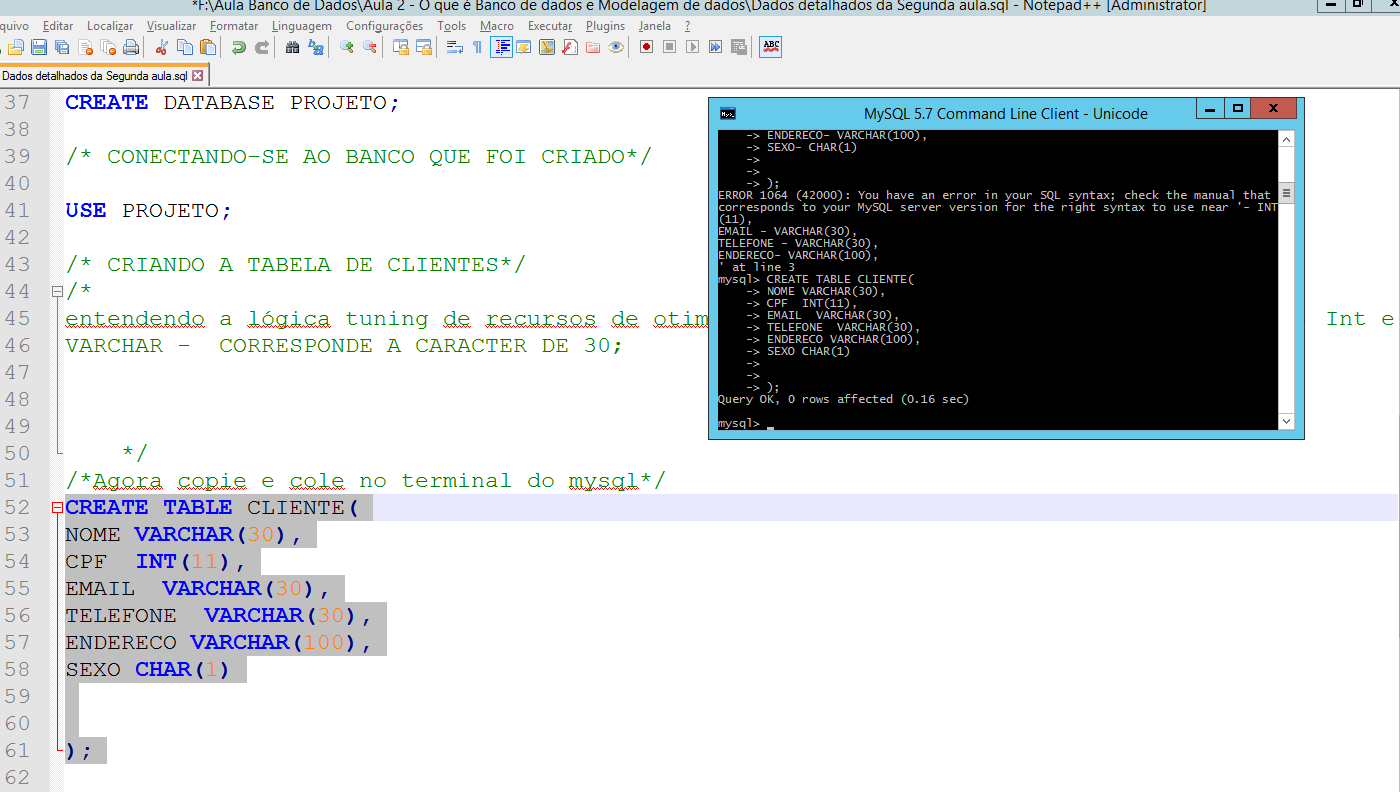 *F:\Aula Banco de Dados\Aula 2 - O que é Banco de dados e Modelagem de dados\Dados detalhados da Segunda aula.sql - Notepad++ [Administrator]
quivo Editar Localizar Visualizar Formatar Linguagem Configurações Tools Macro Executar Plugins Janela ?
ABC
Dados detalhados da Segunda aula.sql
37 CREATE DATABASE PROJETO;
38
39 /* CONECTANDO-SE AO BANCO QUE FOI CRIADO*/
40
41 USE PROJETO;
42
43 /* CRIANDO A TABELA DE CLIENTES*/
44 /*
45 entendendo a lógica tuning de recursos de otim Int e
46 VARCHAR - CORRESPONDE A CARACTER DE 30;
47
48
49
50 */
51 /*Agora copie e cole no terminal do mysql*/
52 CREATE TABLE CLIENTE(
53 NOME VARCHAR(30),
54 CPF  INT(11),
55 EMAIL  VARCHAR(30),
56 TELEFONE  VARCHAR(30),
57 ENDERECO VARCHAR(100),
58 SEXO CHAR(1)
59
60
61 );
62
MySQL 5.7 Command Line Client - Unicode
-> ENDERECO- VARCHAR(100),
-> SEXO- CHAR(1)
->
->
-> );
ERROR 1064 (42000): You have an error in your SQL syntax; check the manual that
corresponds to your MySQL server version for the right syntax to use near '- INT
(11),
EMAIL - VARCHAR(30),
TELEFONE - VARCHAR(30),
ENDERECO- VARCHAR(100),
' at line 3
mysql> CREATE TABLE CLIENTE(
-> NOME VARCHAR(30),
-> CPF  INT(11),
-> EMAIL  VARCHAR(30),
-> TELEFONE  VARCHAR(30),
-> ENDERECO VARCHAR(100),
-> SEXO CHAR(1)
->
->
-> );
Query OK, 0 rows affected (0.16 sec)
mysql> _